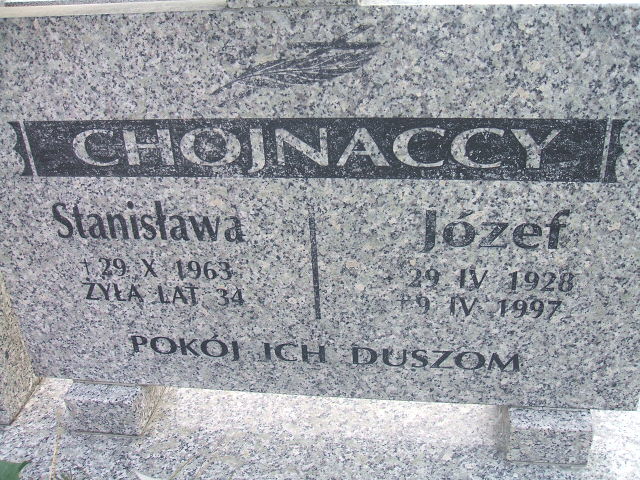 CHOJNACCY
Stanisława
† 29 X 1963
ŻYŁA LAT 34
Józef
29 IV 1928
9 IV 1997
POKÓJ ICH DUSZOM